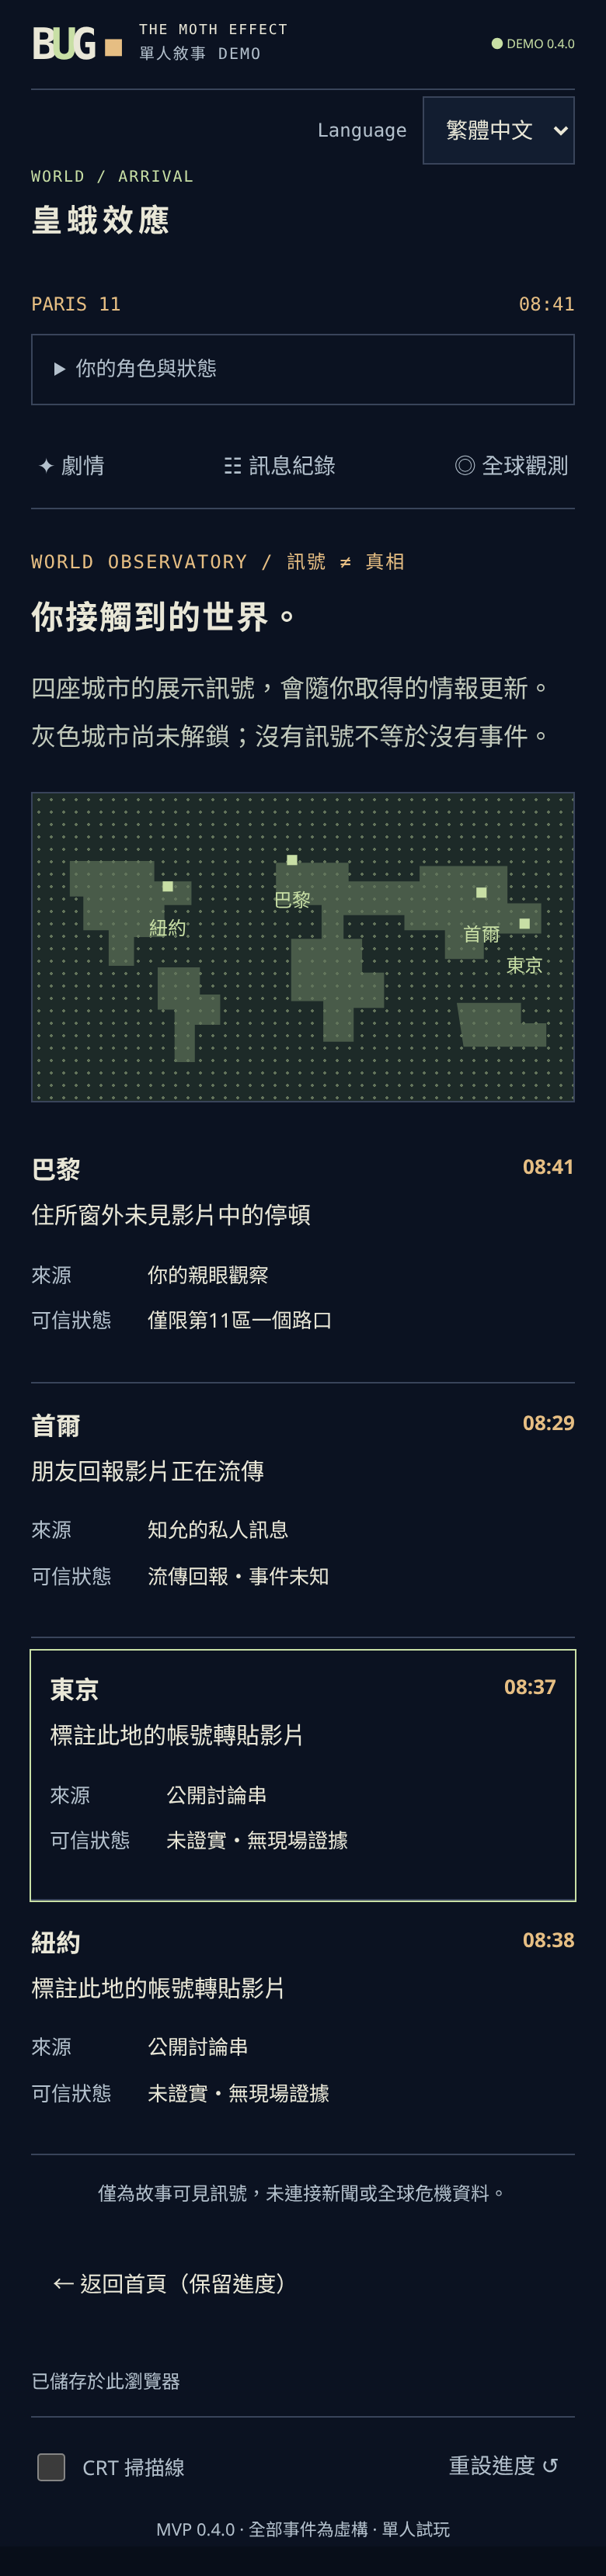 BUG
THE MOTH EFFECT
單人敘事 DEMO
DEMO 0.4.0
Language
繁體中文
WORLD / ARRIVAL
皇蛾效應
PARIS 11
08:41
▶ 你的角色與狀態
✦ 劇情
☷ 訊息紀錄
◎ 全球觀測
WORLD OBSERVATORY / 訊號 ≠ 真相
你接觸到的世界。
四座城市的展示訊號，會隨你取得的情報更新。
灰色城市尚未解鎖；沒有訊號不等於沒有事件。
紐約
巴黎
首爾
東京
巴黎
08:41
住所窗外未見影片中的停頓
來源 你的親眼觀察
可信狀態 僅限第11區一個路口
首爾
08:29
朋友回報影片正在流傳
來源 知允的私人訊息
可信狀態 流傳回報・事件未知
東京
08:37
標註此地的帳號轉貼影片
來源 公開討論串
可信狀態 未證實・無現場證據
紐約
08:38
標註此地的帳號轉貼影片
來源 公開討論串
可信狀態 未證實・無現場證據
僅為故事可見訊號，未連接新聞或全球危機資料。
← 返回首頁（保留進度）
已儲存於此瀏覽器
CRT 掃描線
重設進度 ↺
MVP 0.4.0 · 全部事件為虛構 · 單人試玩